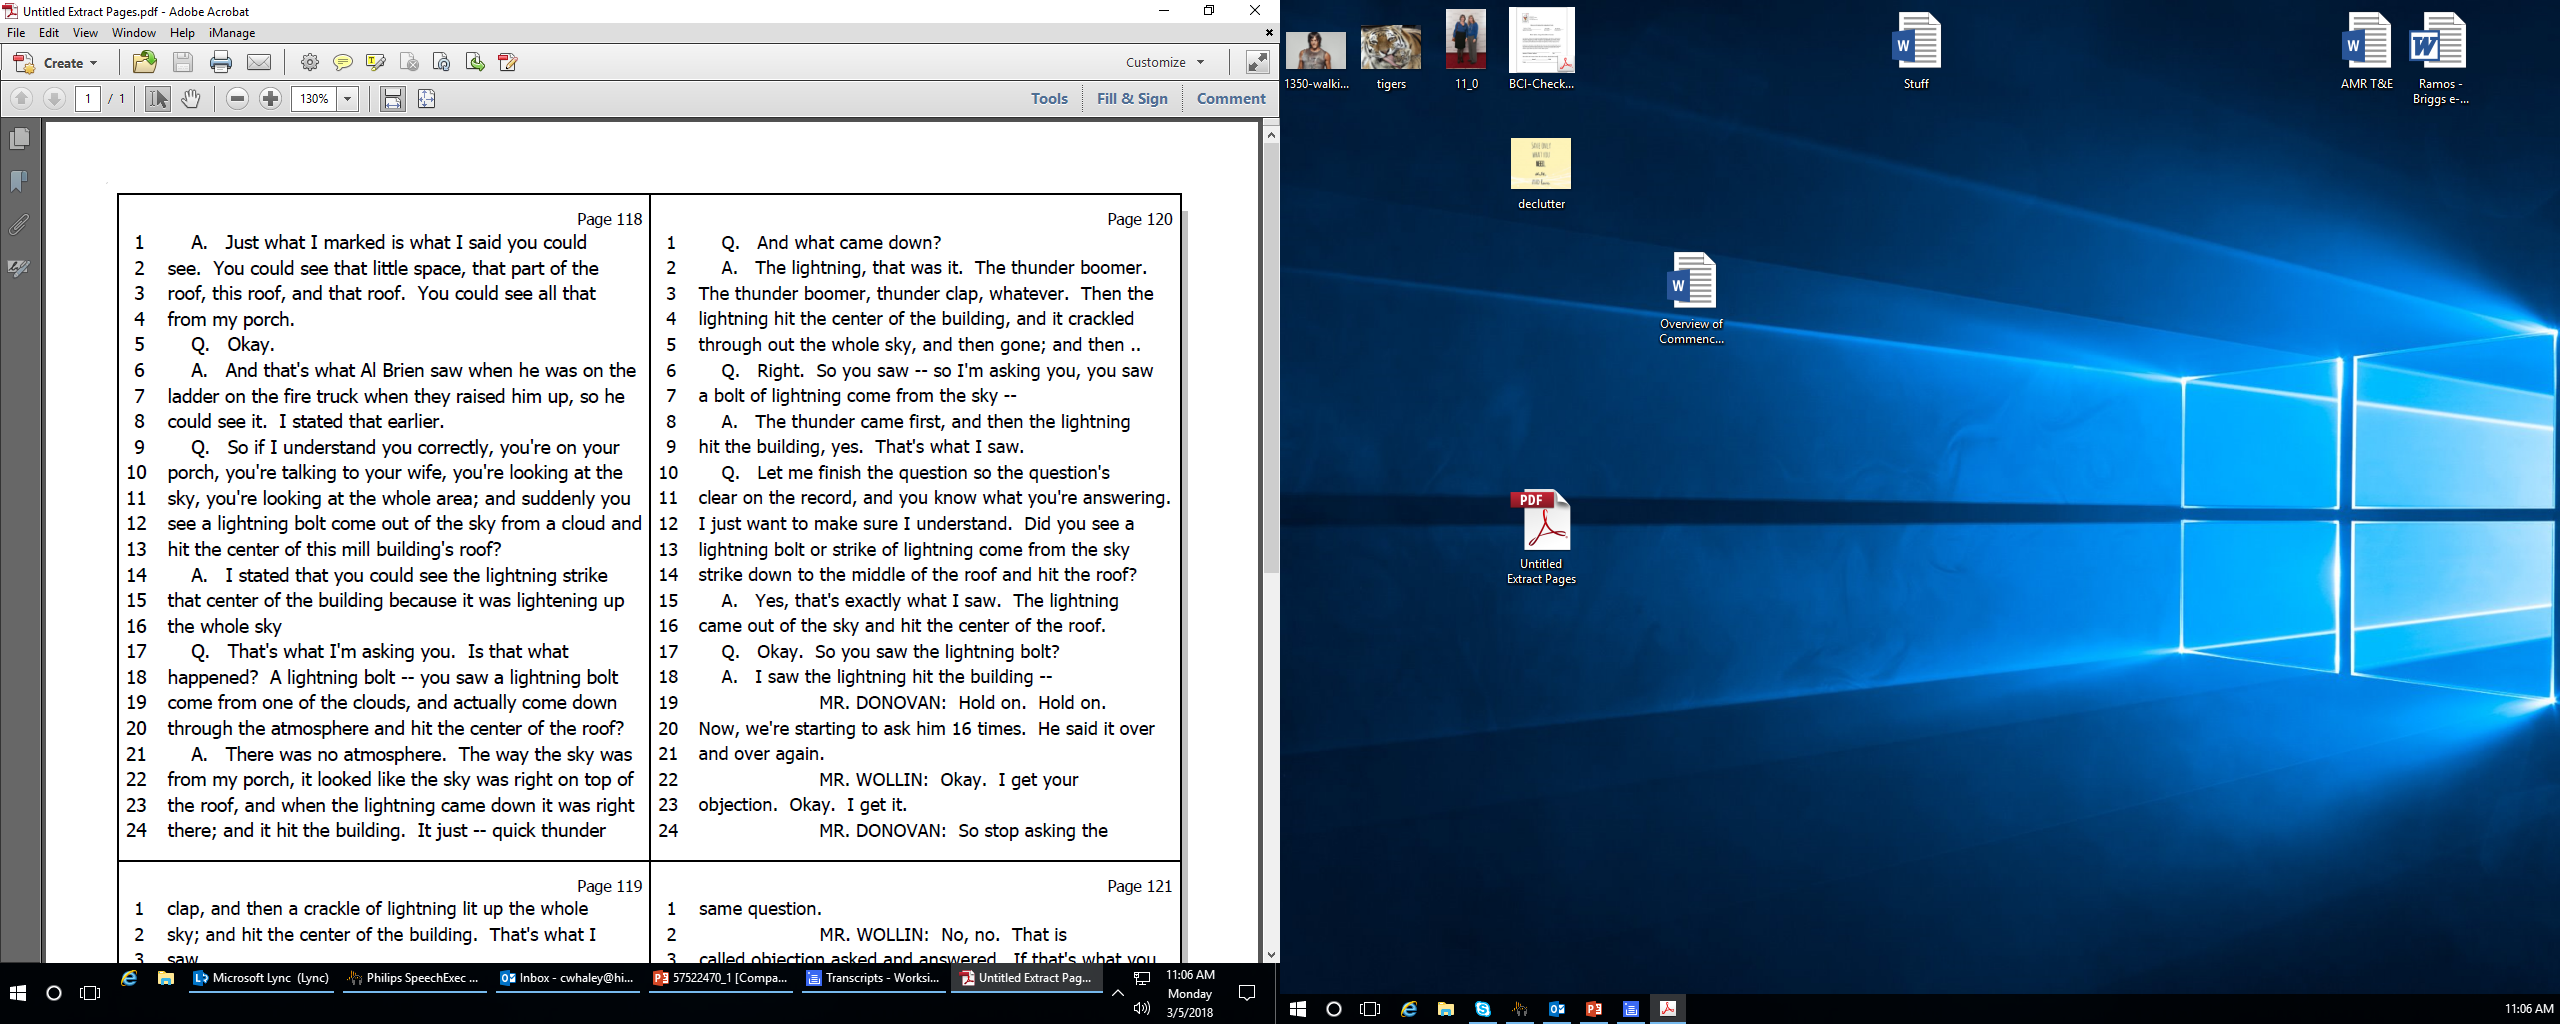 Untitled Extract Pages.pdf - Adobe Acrobat
File Edit View Window Help iManage
Create
Customize
1 / 1
130%
Tools Fill & Sign Comment
Page 118
1 A. Just what I marked is what I said you could
2 see. You could see that little space, that part of the
3 roof, this roof, and that roof. You could see all that
4 from my porch.
5 Q. Okay.
6 A. And that's what Al Brien saw when he was on the
7 ladder on the fire truck when they raised him up, so he
8 could see it. I stated that earlier.
9 Q. So if I understand you correctly, you're on your
10 porch, you're talking to your wife, you're looking at the
11 sky, you're looking at the whole area; and suddenly you
12 see a lightning bolt come out of the sky from a cloud and
13 hit the center of this mill building's roof?
14 A. I stated that you could see the lightning strike
15 that center of the building because it was lightening up
16 the whole sky
17 Q. That's what I'm asking you. Is that what
18 happened? A lightning bolt -- you saw a lightning bolt
19 come from one of the clouds, and actually come down
20 through the atmosphere and hit the center of the roof?
21 A. There was no atmosphere. The way the sky was
22 from my porch, it looked like the sky was right on top of
23 the roof, and when the lightning came down it was right
24 there; and it hit the building. It just -- quick thunder
Page 119
1 clap, and then a crackle of lightning lit up the whole
2 sky; and hit the center of the building. That's what I
3 saw
Page 120
1 Q. And what came down?
2 A. The lightning, that was it. The thunder boomer.
3 The thunder boomer, thunder clap, whatever. Then the
4 lightning hit the center of the building, and it crackled
5 through out the whole sky, and then gone; and then ..
6 Q. Right. So you saw -- so I'm asking you, you saw
7 a bolt of lightning come from the sky --
8 A. The thunder came first, and then the lightning
9 hit the building, yes. That's what I saw.
10 Q. Let me finish the question so the question's
11 clear on the record, and you know what you're answering.
12 I just want to make sure I understand. Did you see a
13 lightning bolt or strike of lightning come from the sky
14 strike down to the middle of the roof and hit the roof?
15 A. Yes, that's exactly what I saw. The lightning
16 came out of the sky and hit the center of the roof.
17 Q. Okay. So you saw the lightning bolt?
18 A. I saw the lightning hit the building --
19 MR. DONOVAN: Hold on. Hold on.
20 Now, we're starting to ask him 16 times. He said it over
21 and over again.
22 MR. WOLLIN: Okay. I get your
23 objection. Okay. I get it.
24 MR. DONOVAN: So stop asking the
Page 121
1 same question.
2 MR. WOLLIN: No, no. That is
3 called objection asked and answered. If that's what you
Microsoft Lync (Lync)
Philips SpeechExec ...
Inbox - cwhaley@hi...
57522470_1 [Compa...
Transcripts - Worksi...
Untitled Extract Pag...
11:06 AM
Monday
3/5/2018
1350-walki...
tigers
11_0
BCI-Check...
Stuff
AMR T&E
Ramos -
Briggs e-...
declutter
Overview of
Commenc...
PDF
Untitled
Extract Pages
11:06 AM